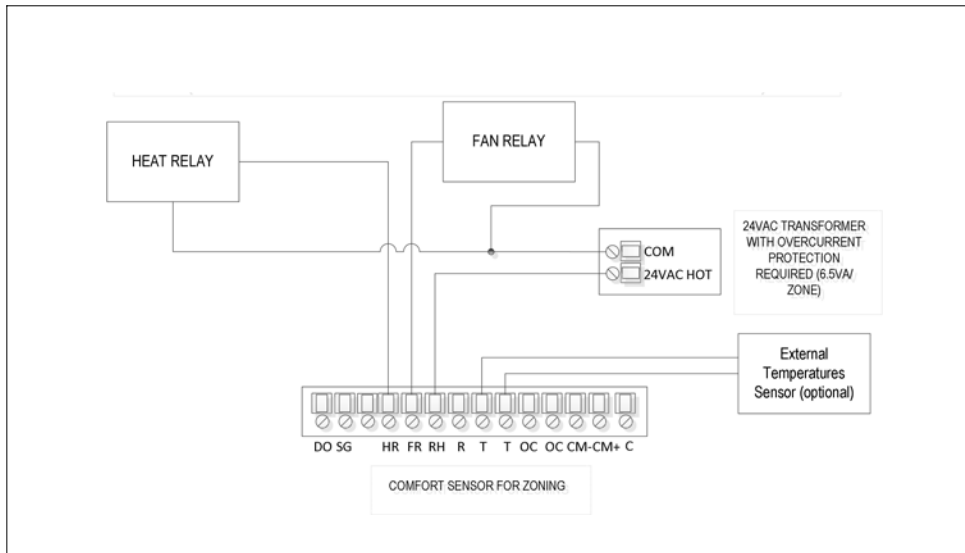 HEAT RELAY
FAN RELAY
COM
24VAC HOT
24VAC TRANSFORMER
WITH OVERCURRENT
PROTECTION
REQUIRED (6.5VA/
ZONE)
External
Temperatures
Sensor (optional)
DO SG HR FR RH R T T OC OC CM- CM+ C
COMFORT SENSOR FOR ZONING